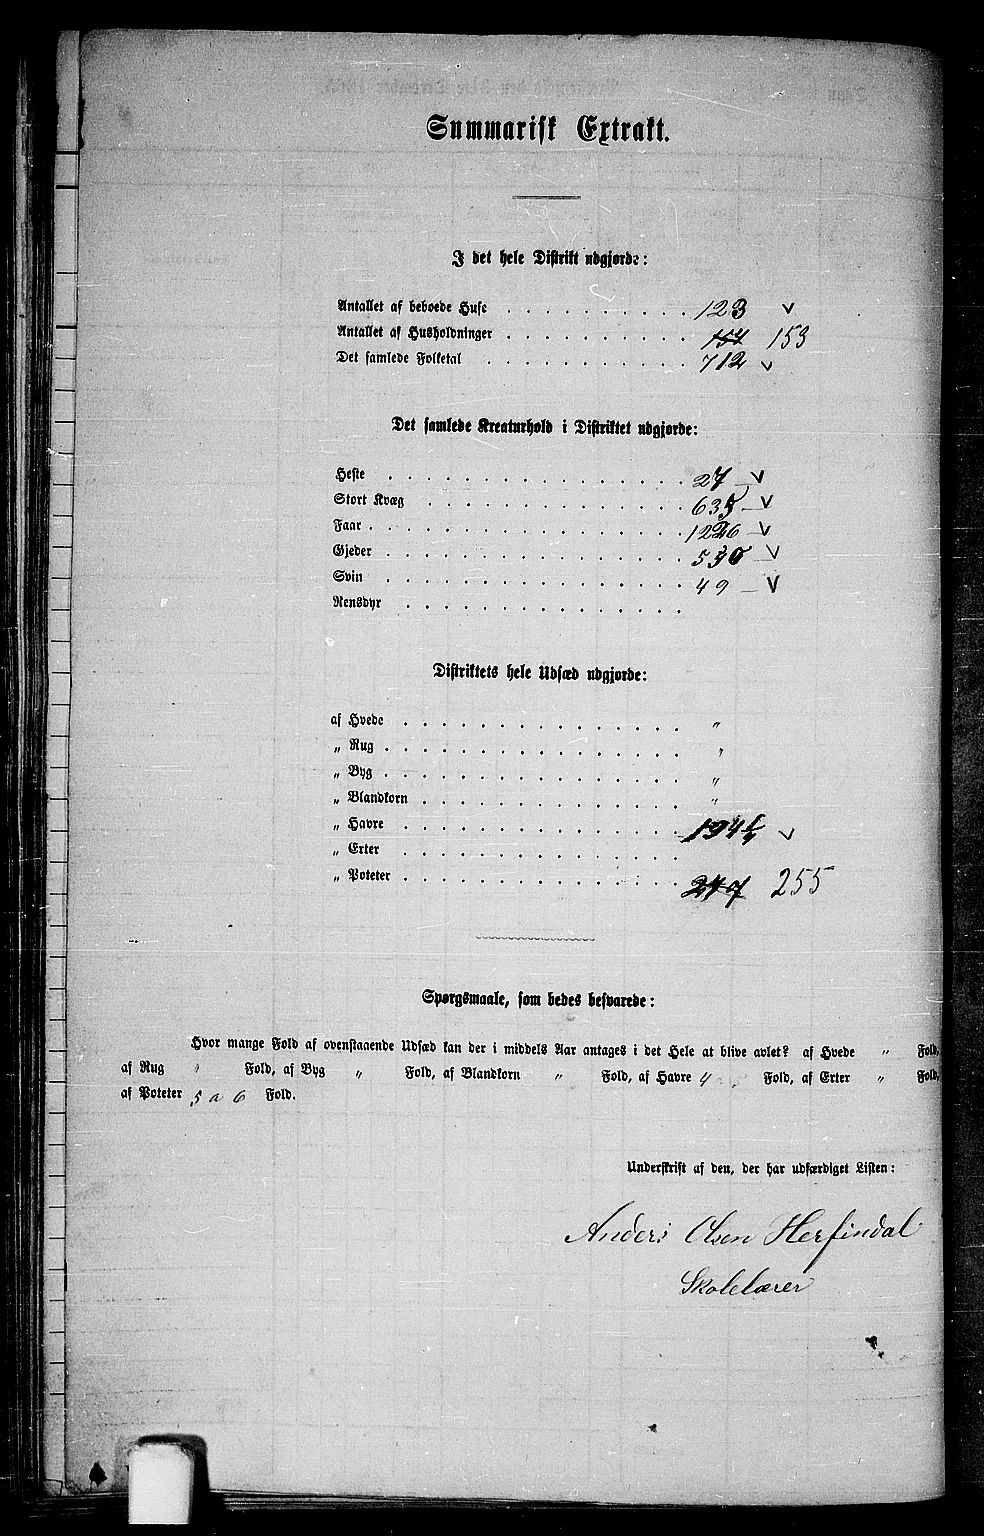 Summarisk Extrakt.
I det hele Distrikt udgjorde:
Antallet af beboede Huse . . . . . . . . . . 123 v
Antallet af Husholdninger . . . . . . . . . . 154 153
Det samlede Folketal . . . . . . . . . . . 712 v
Det samlede Kreaturhold i Distriktet udgjorde:
Heste . . . . . . . . . . . . . . . . 27 – v
Stort Kvæg . . . . . . . . . . . . . . 635 – v
Faar . . . . . . . . . . . . . . . . . 1226 – v
Gjeder . . . . . . . . . . . . . . . . 530 – v
Svin . . . . . . . . . . . . . . . . 49 – v
Rensdyr . . . . . . . . . . . . . . .
Distriktets hele Udsæd udgjorde:
af Hvede . . . . . . . . . . . . . . . "
„ Rug . . . . . . . . . . . . . . . . "
„ Byg . . . . . . . . . . . . . . . . "
„ Blandkorn . . . . . . . . . . . . . . "
„ Havre . . . . . . . . . . . . . . . 194 1/4 v
„ Erter . . . . . . . . . . . . . . .
„ Poteter . . . . . . . . . . . . . . 255
Spørgsmaale, som bedes besvarede:
Hvor mange Fold af ovenstaaende Udsæd kan der i middels Aar antages i det Hele at blive avlet? af Hvede " Fold,
af Rug " Fold, af Byg " Fold, af Blandkorn " Fold, af Havre 4 Fold, af Erter " Fold,
af Poteter 5 a 6 Fold.
Underskrift af den, der har udfærdiget Listen:
Anders Olsen Herfindal
Skolelærer